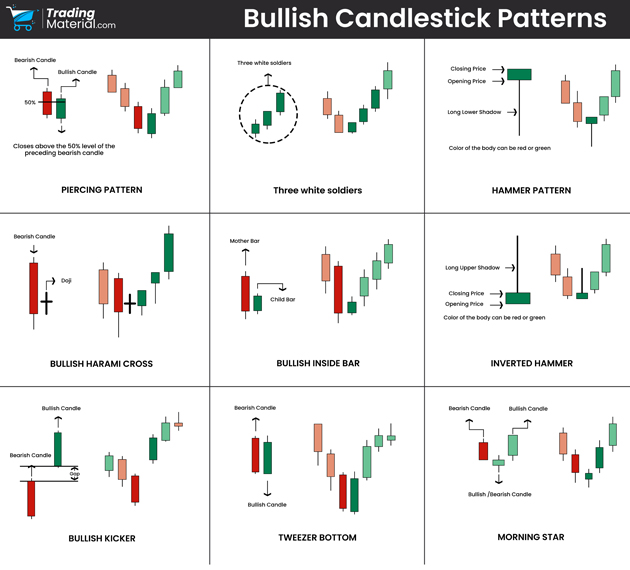 Trading
Material.com
Bullish Candlestick Patterns
Bearish Candle
Bullish Candle
50%
Closes above the 50% level of the
preceding bearish candle
PIERCING PATTERN
Three white soldiers
Three white soldiers
Closing Price
Opening Price
Long Lower Shadow
Color of the body can be red or green
HAMMER PATTERN
Bearish Candle
Doji
BULLISH HARAMI CROSS
Mother Bar
Child Bar
BULLISH INSIDE BAR
Long Upper Shadow
Closing Price
Opening Price
Color of the body can be red or green
INVERTED HAMMER
Bullish Candle
Bearish Candle
Gap
BULLISH KICKER
Bearish Candle
Bullish Candle
TWEEZER BOTTOM
Bearish Candle
Bullish Candle
Bullish /Bearish Candle
MORNING STAR